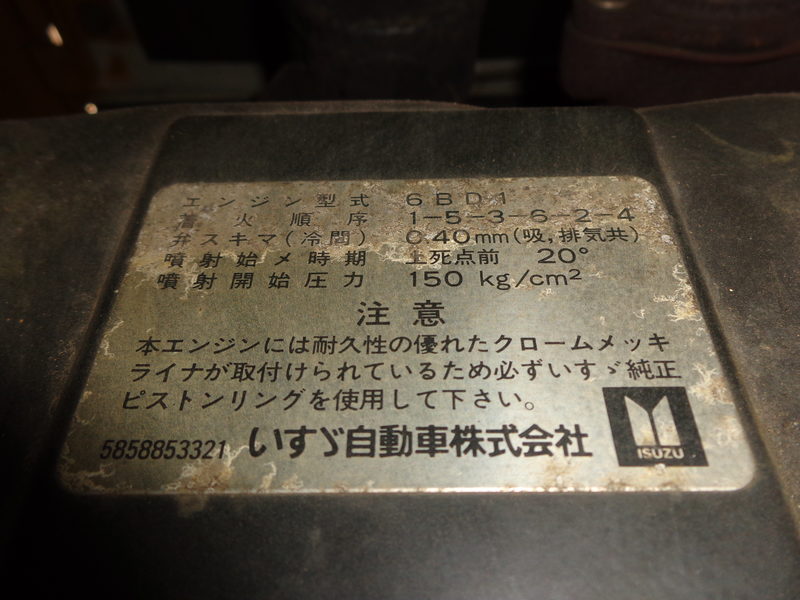 エンジン型式 6BD1
着火順序 1-5-3-6-2-4
弁スキマ(冷間) 0.40mm(吸,排気共)
噴射始メ時期 上死点前 20°
噴射開始圧力 150 kg/cm²
注意
本エンジンには耐久性の優れたクロームメッキ
ライナが取付けられているため必ずいすゞ純正
ピストンリングを使用して下さい。
5858853321 いすゞ自動車株式会社
ISUZU